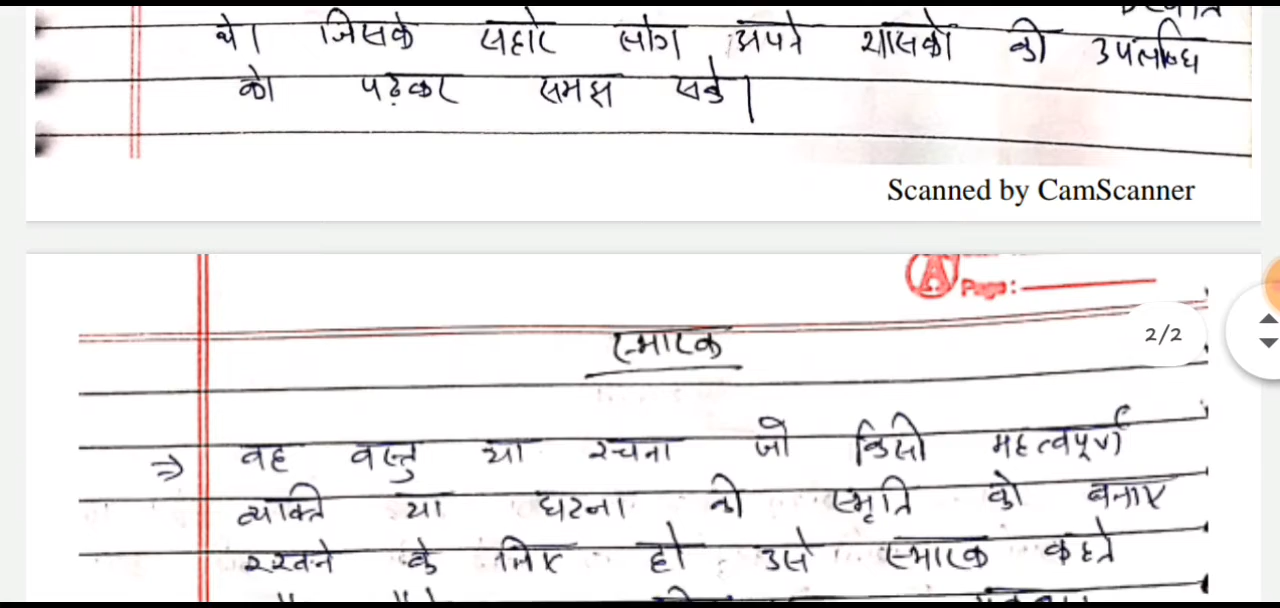 थे। जिसके सहारे लोग अपने शासको की उपलब्धि
को पढ़कर समझ सके।
Scanned by CamScanner
A Page:
2/2
स्मारक
⇒ वह वस्तु या रचना जो किसी महत्वपूर्ण
व्यक्ति या घटना की स्मृति को बनाए
रखने के लिए हो उसे स्मारक कहते